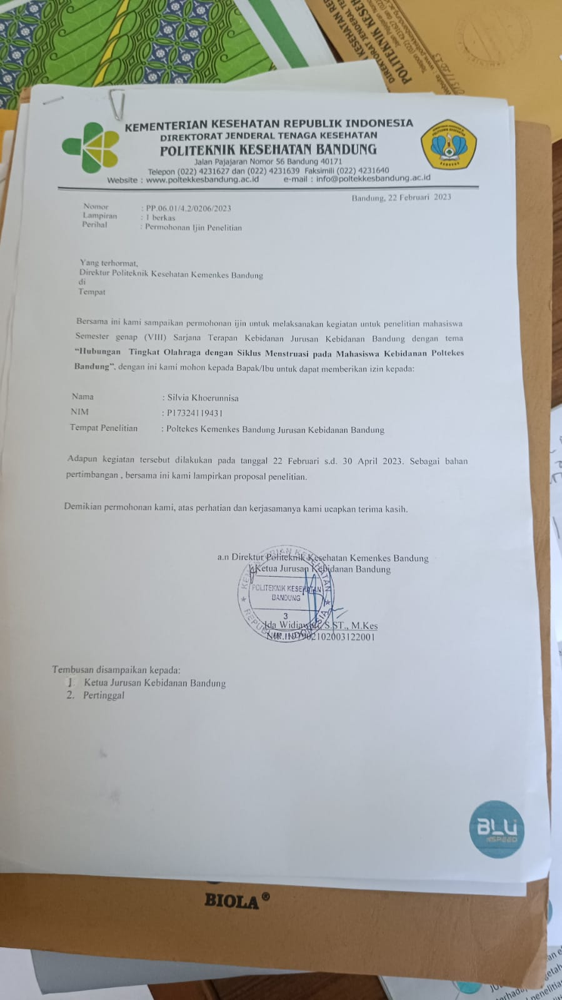 KEMENTERIAN KESEHATAN REPUBLIK INDONESIA
DIREKTORAT JENDERAL TENAGA KESEHATAN
POLITEKNIK KESEHATAN BANDUNG
Jalan Pajajaran Nomor 56 Bandung 40171
Telepon (022) 4231627 dan (022) 4231639 Faksimili (022) 4231640
Website : www.poltekkesbandung.ac.id e-mail : info@poltekkesbandung.ac.id
Bandung, 22 Februari 2023
Nomor : PP.06.01/4.2/0206/2023
Lampiran : 1 berkas
Perihal : Permohonan Ijin Penelitian
Yang terhormat,
Direktur Politeknik Kesehatan Kemenkes Bandung
di
Tempat
Bersama ini kami sampaikan permohonan ijin untuk melaksanakan kegiatan untuk penelitian mahasiswa
Semester genap (VIII) Sarjana Terapan Kebidanan Jurusan Kebidanan Bandung dengan tema
“Hubungan Tingkat Olahraga dengan Siklus Menstruasi pada Mahasiswa Kebidanan Poltekes
Bandung”, dengan ini kami mohon kepada Bapak/Ibu untuk dapat memberikan izin kepada:
Nama : Silvia Khoerunnisa
NIM : P17324119431
Tempat Penelitian : Poltekes Kemenkes Bandung Jurusan Kebidanan Bandung
Adapun kegiatan tersebut dilakukan pada tanggal 22 Februari s.d. 30 April 2023. Sebagai bahan
pertimbangan , bersama ini kami lampirkan proposal penelitian.
Demikian permohonan kami, atas perhatian dan kerjasamanya kami ucapkan terima kasih.
a.n Direktur Politeknik Kesehatan Kemenkes Bandung
Ketua Jurusan Kebidanan Bandung
POLITEKNIK KESEHATAN
BANDUNG
3
Ida Widiawati, S.ST., M.Kes
102003122001
Tembusan disampaikan kepada:
1. Ketua Jurusan Kebidanan Bandung
2. Pertinggal
BLU
SPEED
BIOLA®